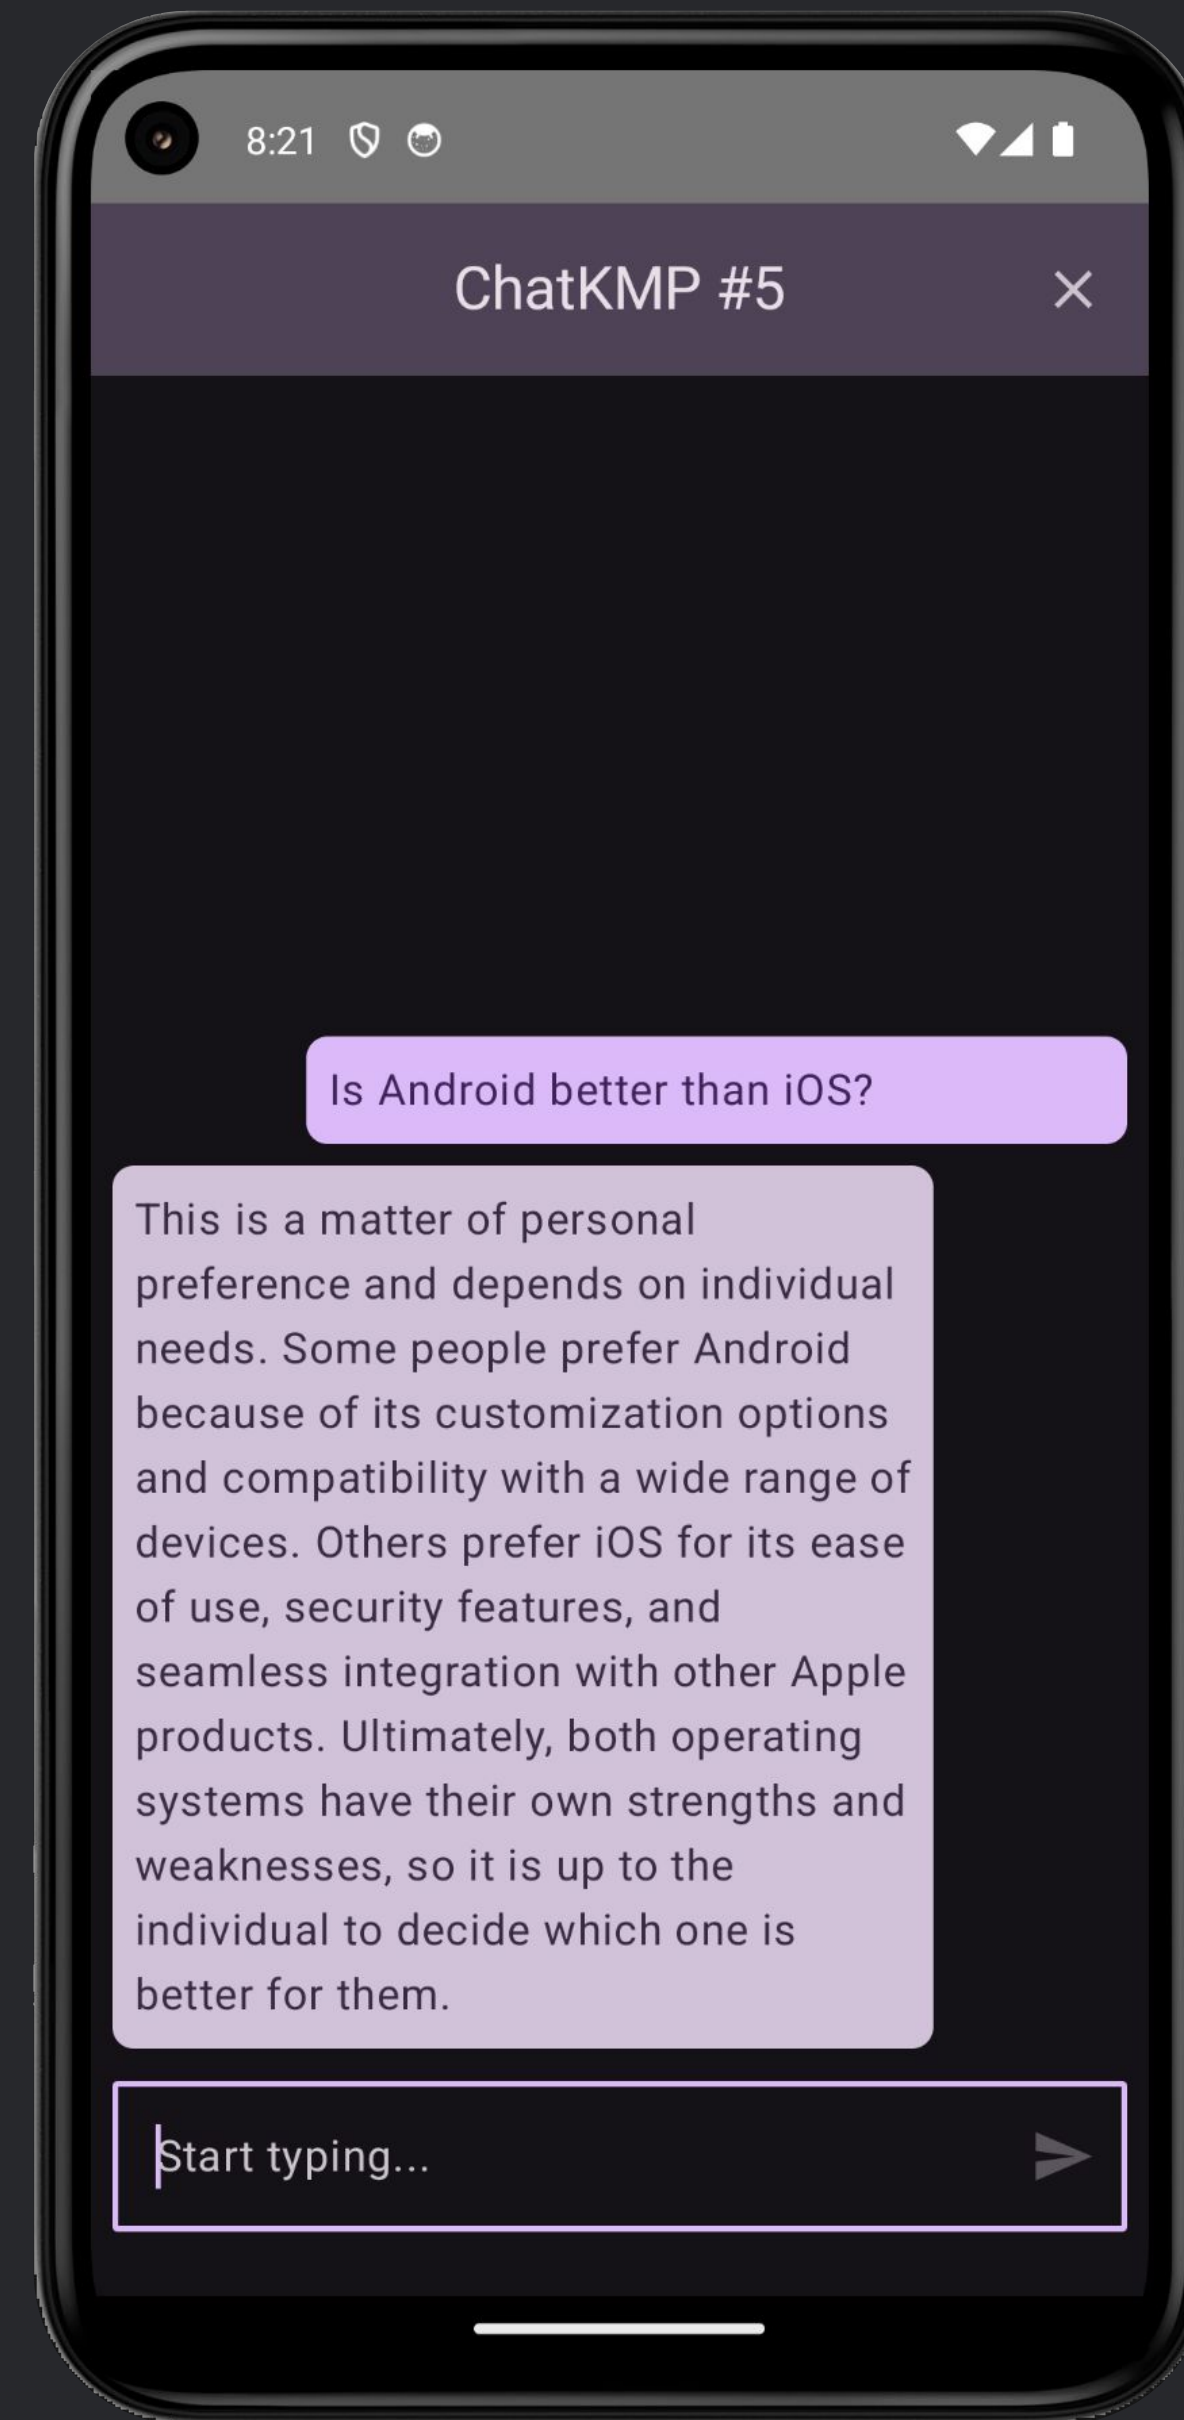 8:21
ChatKMP #5
Is Android better than iOS?
This is a matter of personal
preference and depends on individual
needs. Some people prefer Android
because of its customization options
and compatibility with a wide range of
devices. Others prefer iOS for its ease
of use, security features, and
seamless integration with other Apple
products. Ultimately, both operating
systems have their own strengths and
weaknesses, so it is up to the
individual to decide which one is
better for them.
Start typing...